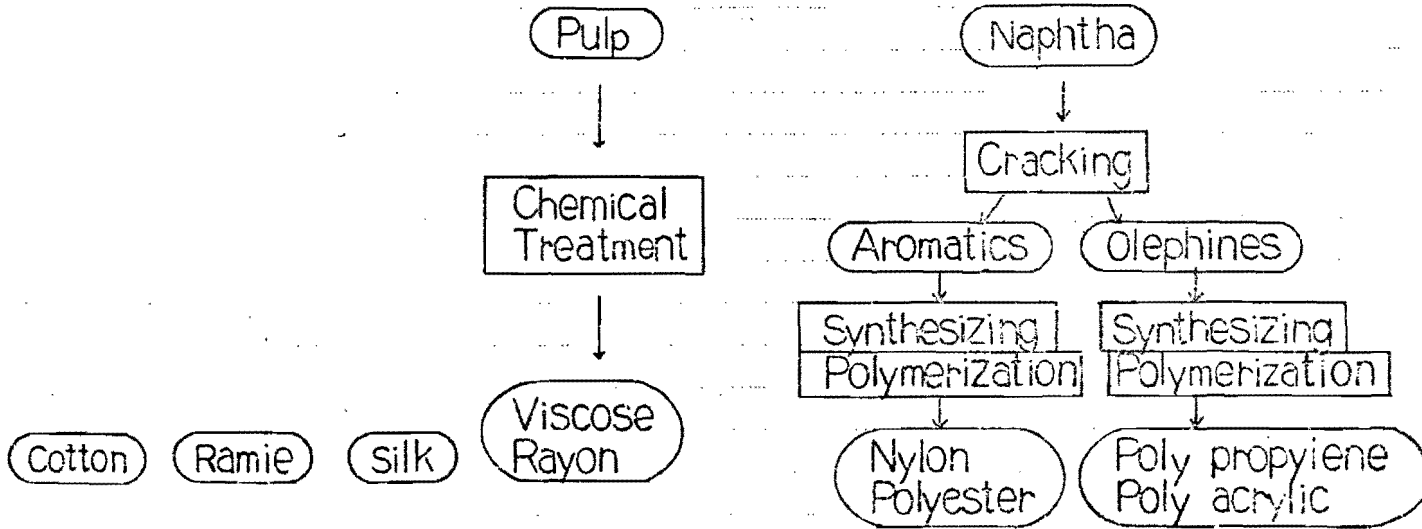 Pulp
Naphtha
Cracking
Chemical
Treatment
Aromatics
Olephines
Synthesizing
Polymerization
Synthesizing
Polymerization
Viscose
Rayon
Cotton
Ramie
Silk
Nylon
Polyester
Poly propyiene
Poly acrylic